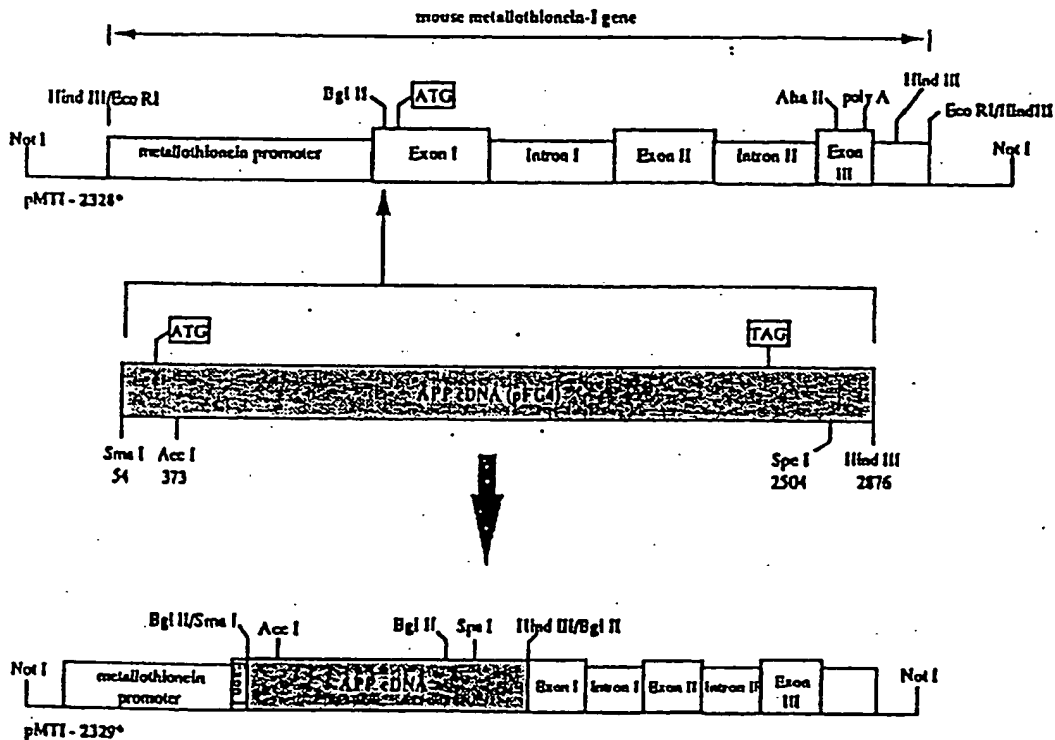 mouse metallothionein-I gene
Hind III/Eco RI
Bgl II
ATG
Aha II
poly A
Hind III
Eco RI/HindIII
Not I
metallothionein promoter
Exon I
Intron I
Exon II
Intron II
Exon
III
Not I
pMTI - 2328*
ATG
TAG
APP cDNA (pFC4)
Sma I
54
Acc I
373
Spe I
2504
Hind III
2876
Bgl II/Sma I
Acc I
Bgl II
Spe I
Hind III/Bgl II
Not I
metallothionein
promoter
APP cDNA
Exon I
Intron I
Exon II
Intron II
Exon
III
Not I
pMTI - 2329*